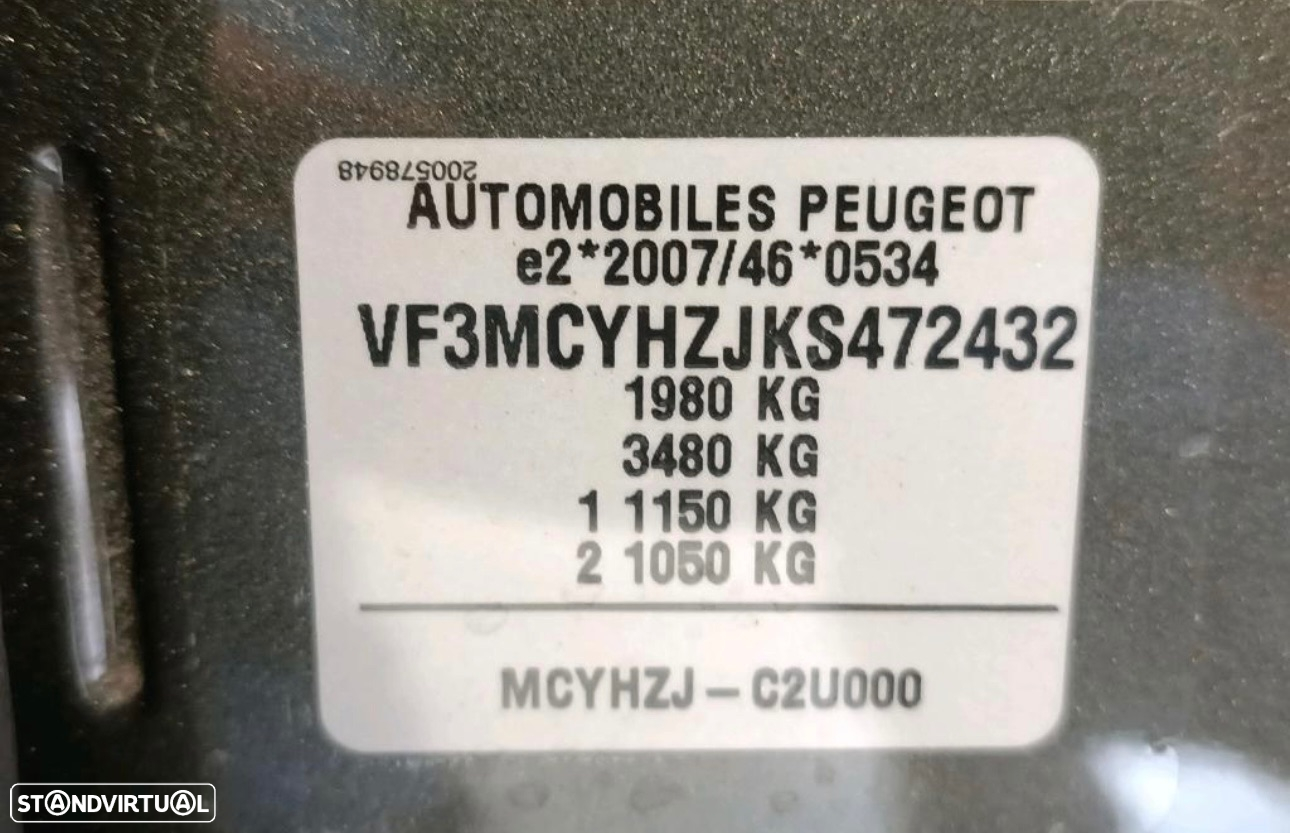 200578948
AUTOMOBILES PEUGEOT
e2*2007/46*0534
VF3MCYHZJKS472432
1980 KG
3480 KG
1 1150 KG
2 1050 KG
MCYHZJ – C2U000
STANDVIRTUAL